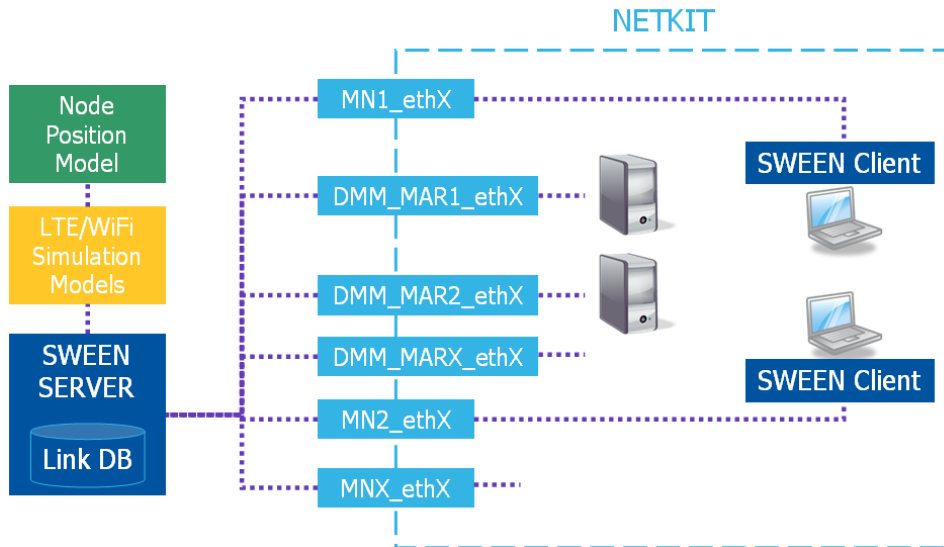 NETKIT
Node
Position
Model
LTE/WiFi
Simulation
Models
SWEEN
SERVER
Link DB
MN1_ethX
DMM_MAR1_ethX
DMM_MAR2_ethX
DMM_MARX_ethX
MN2_ethX
MNX_ethX
SWEEN Client
SWEEN Client